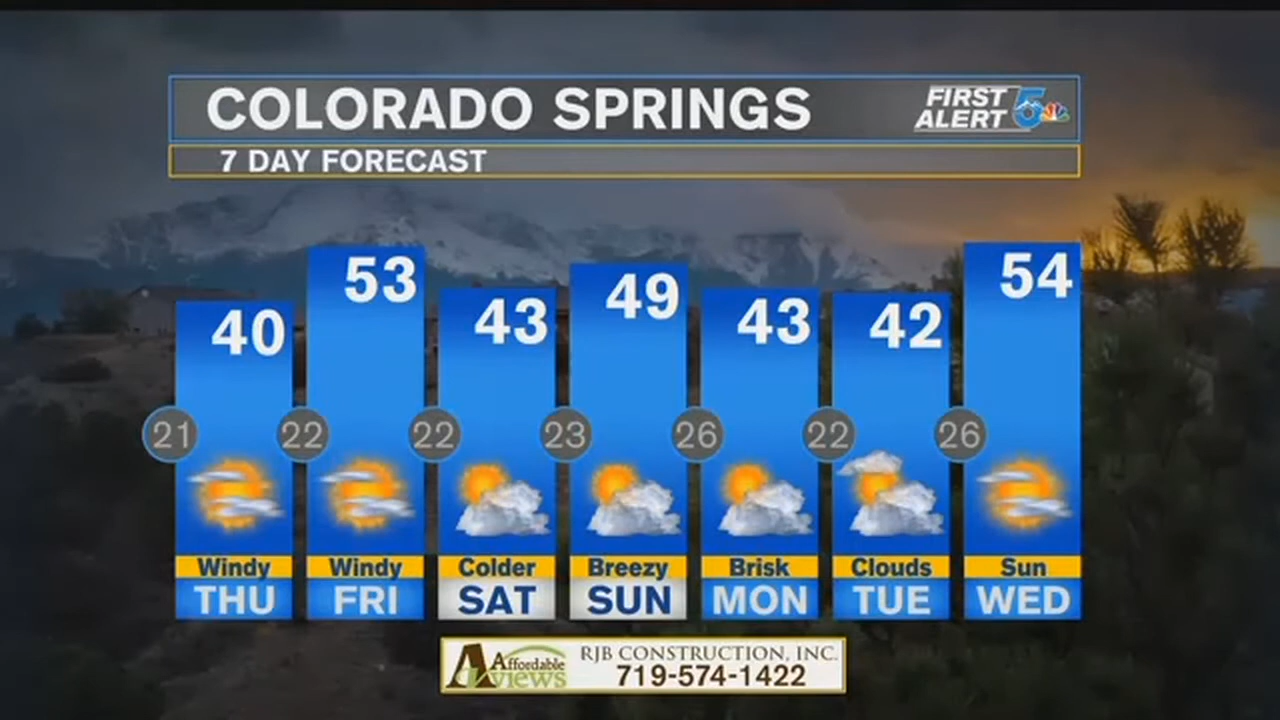 COLORADO SPRINGS
FIRST
ALERT 5
7 DAY FORECAST
40 53 43 49 43 42 54
21 22 22 23 26 22 26
Windy Windy Colder Breezy Brisk Clouds Sun
THU FRI SAT SUN MON TUE WED
Affordable
Views
RJB CONSTRUCTION, INC.
719-574-1422